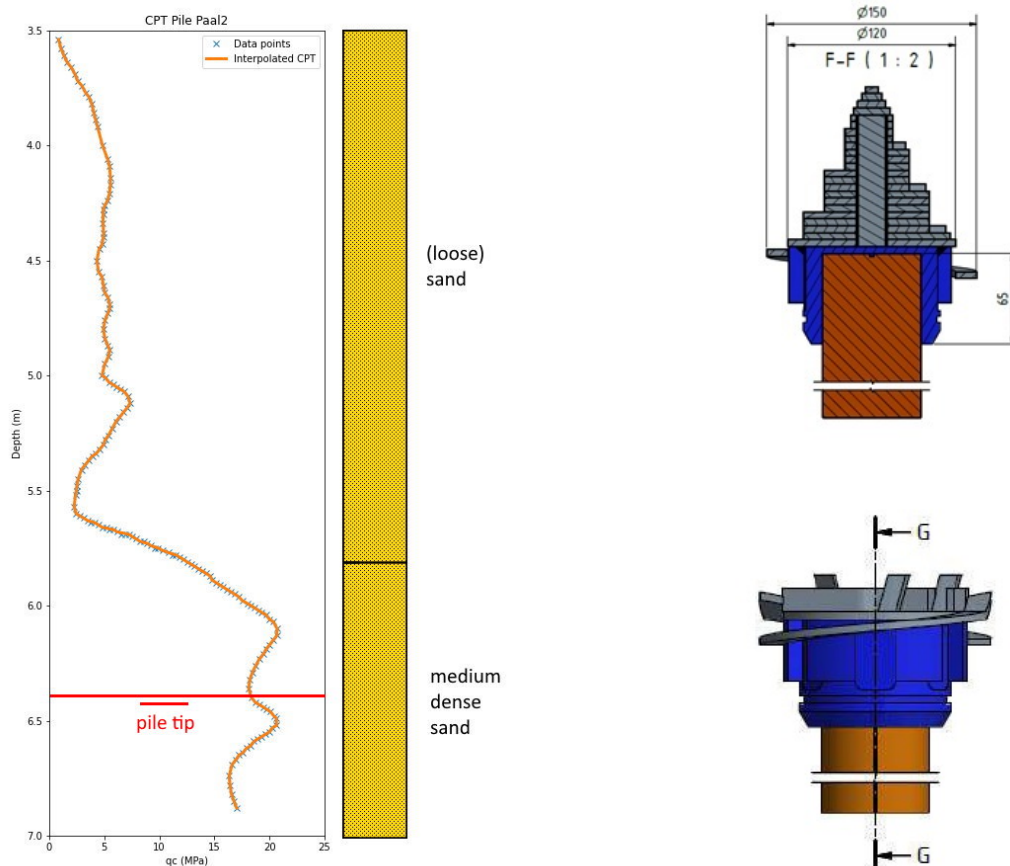 CPT Pile Paal2
Data points
Interpolated CPT
3.5
4.0
4.5
5.0
5.5
6.0
6.5
7.0
Depth (m)
0
5
10
15
20
25
qc (MPa)
pile tip
(loose)
sand
medium
dense
sand
Ø150
Ø120
F-F ( 1 : 2 )
65
G
G